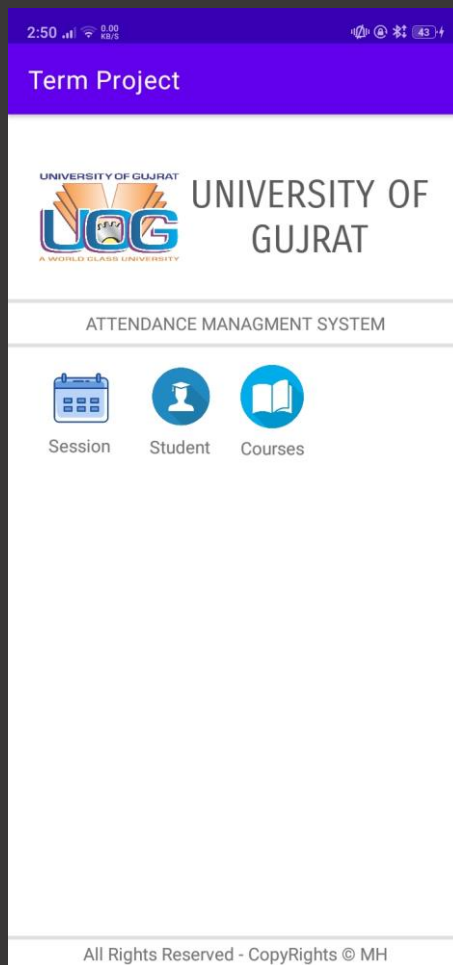 2:50 0.00 KB/S 43
Term Project
UNIVERSITY OF GUJRAT
UOG
A WORLD CLASS UNIVERSITY
UNIVERSITY OF
GUJRAT
ATTENDANCE MANAGMENT SYSTEM
Session Student Courses
All Rights Reserved - CopyRights © MH